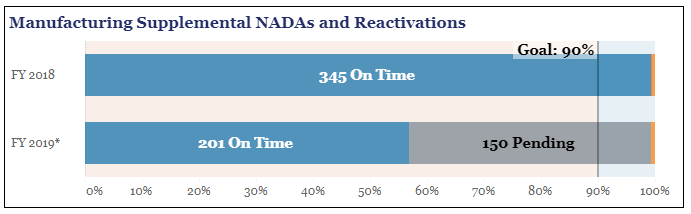 Manufacturing Supplemental NADAs and Reactivations
Goal: 90%
FY 2018
345 On Time
FY 2019*
201 On Time
150 Pending
0% 10% 20% 30% 40% 50% 60% 70% 80% 90% 100%